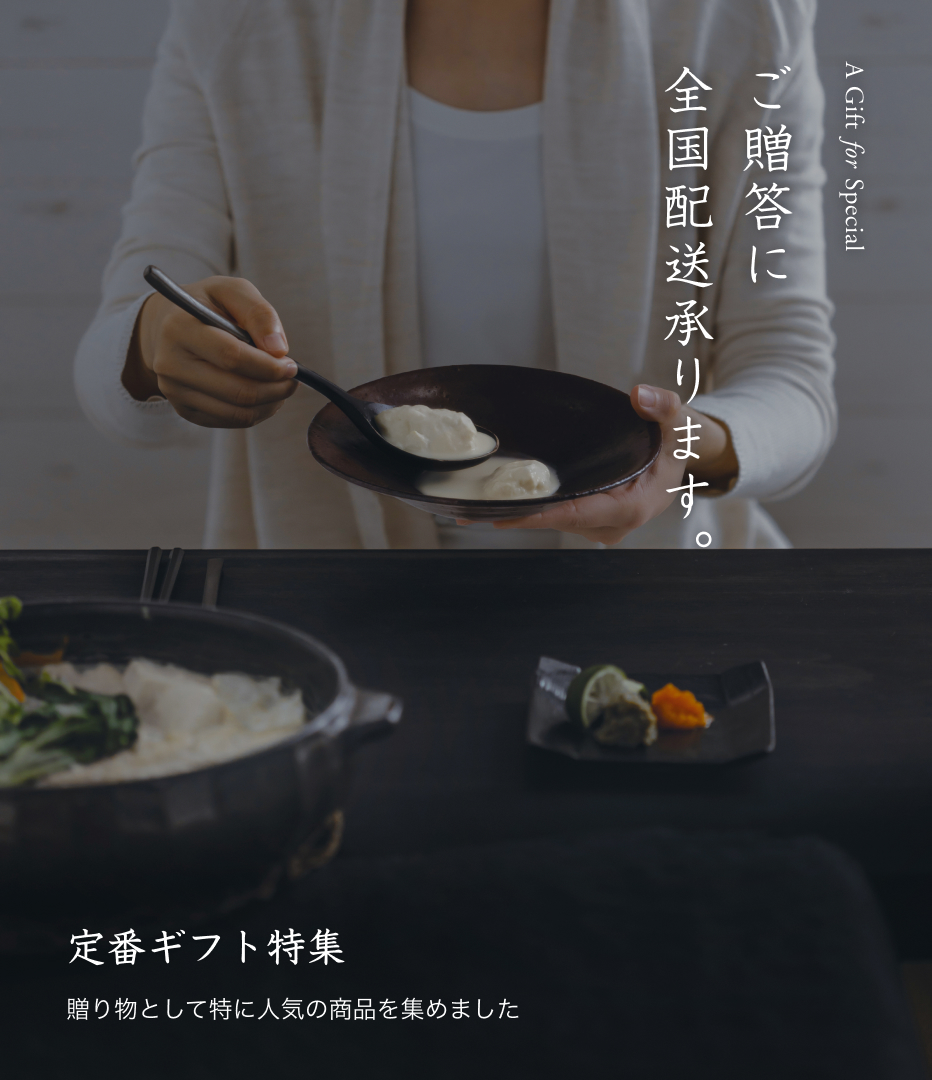 A Gift for Special
ご贈答に
全国配送承ります。
定番ギフト特集
贈り物として特に人気の商品を集めました